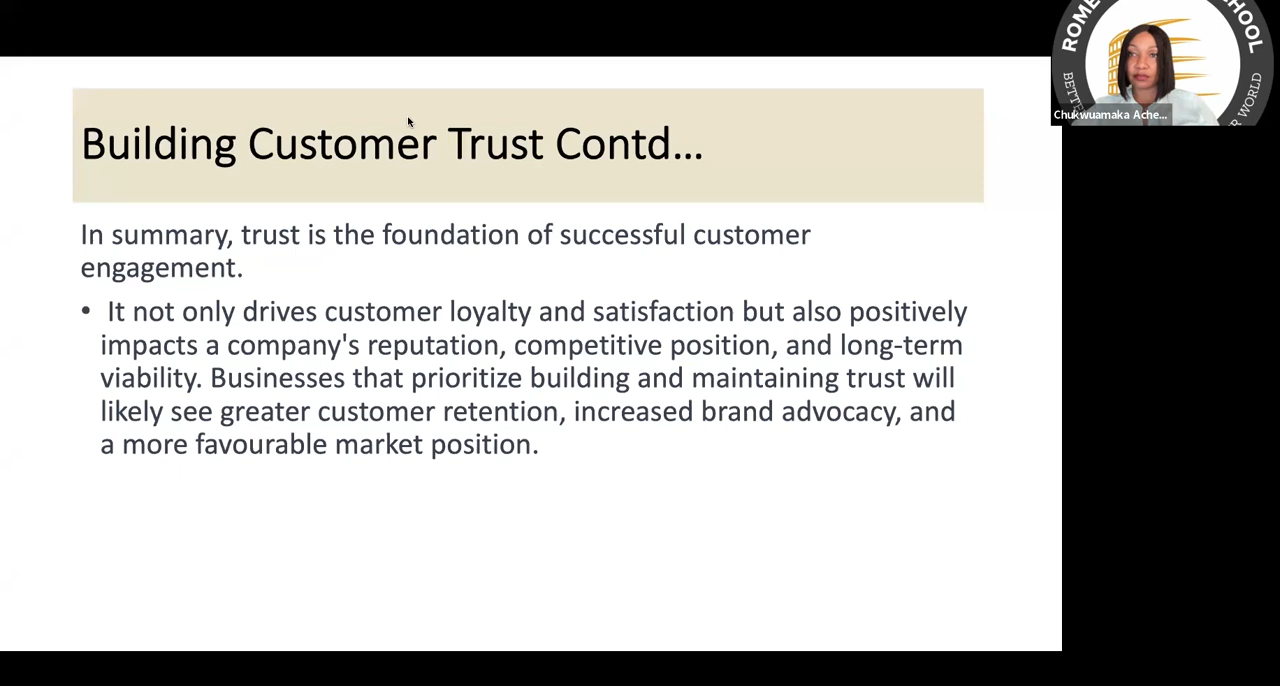 Building Customer Trust Contd...
In summary, trust is the foundation of successful customer
engagement.
• It not only drives customer loyalty and satisfaction but also positively
impacts a company's reputation, competitive position, and long-term
viability. Businesses that prioritize building and maintaining trust will
likely see greater customer retention, increased brand advocacy, and
a more favourable market position.
ROME
HOOL
WORLD
Chukwuamaka Ache...